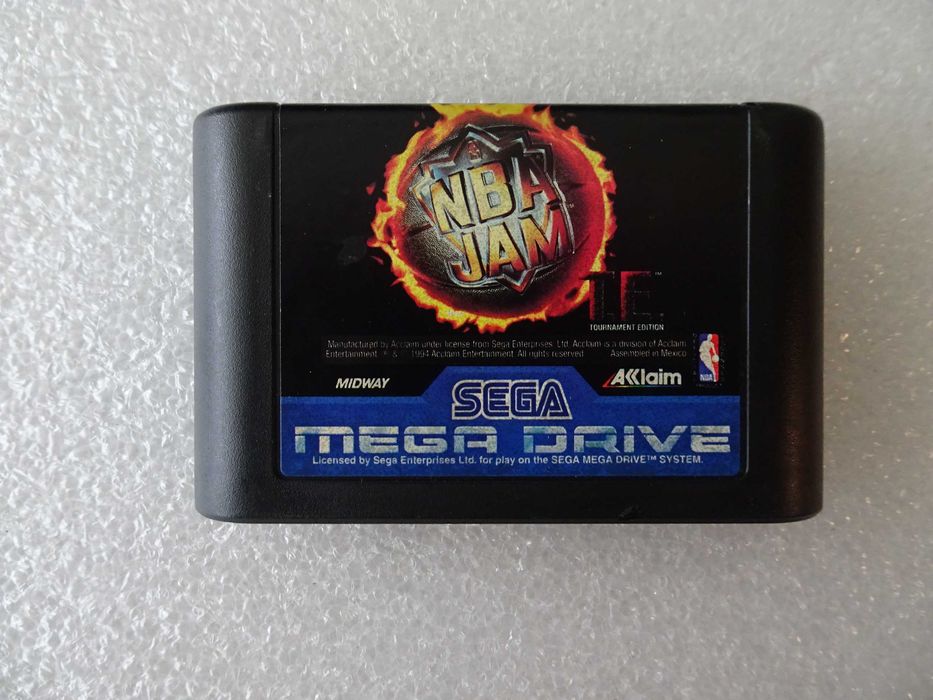 NBA
JAM
T.E.™
TOURNAMENT EDITION
Manufactured by Acclaim under license from Sega Enterprises, Ltd. Acclaim is a division of Acclaim
Entertainment. ® & © 1994 Acclaim Entertainment. All rights reserved. Assembled in Mexico
MIDWAY
SEGA
AKKlaim
NBA
MEGA DRIVE
Licensed by Sega Enterprises Ltd. for play on the SEGA MEGA DRIVE™ SYSTEM.